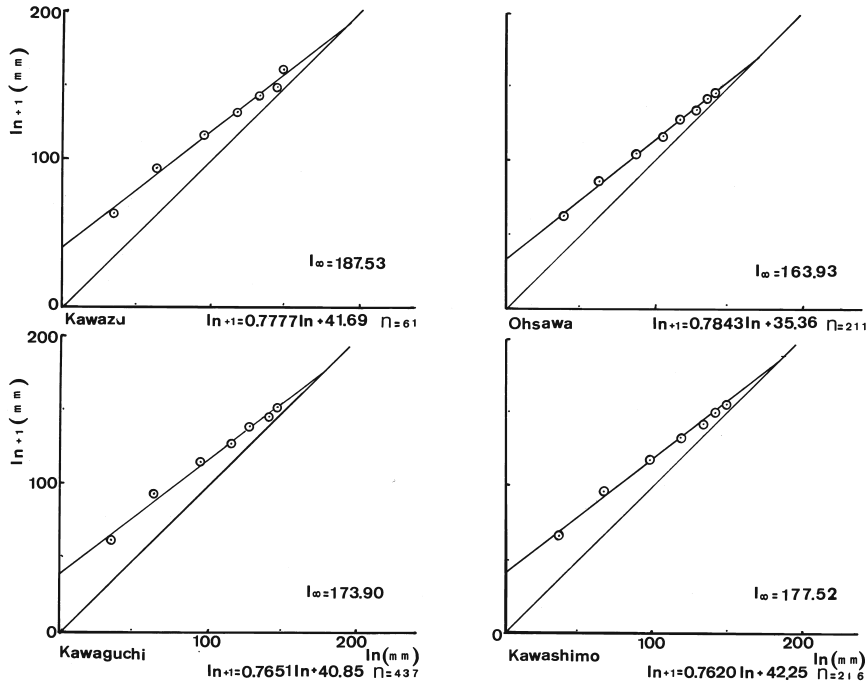 200
ln +1 (mm)
100
0
l∞=187.53
l∞=163.93
Kawazu
ln+1=0.7777ln+41.69 n=61
Ohsawa
ln+1=0.7843ln+35.36 n=211
200
ln +1 (mm)
100
0
l∞=173.90
l∞=177.52
100
200
ln(mm)
0
100
200
ln(mm)
Kawaguchi
ln+1=0.7651ln+40.85 n=437
Kawashimo
ln+1=0.7620ln+42.25 n=216